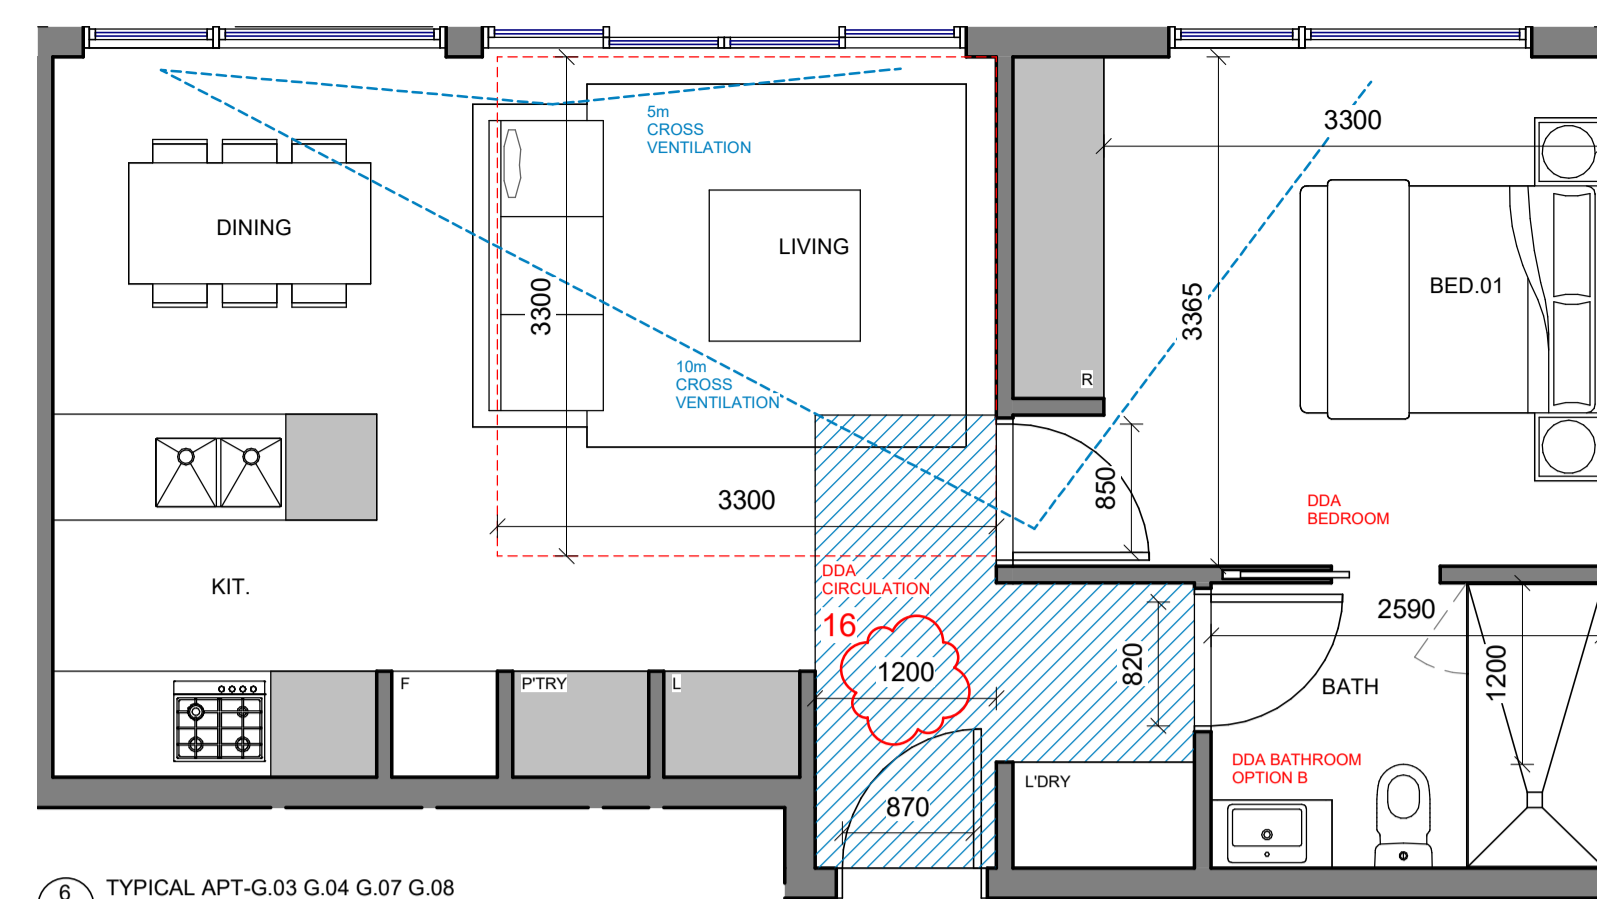 5m
CROSS
VENTILATION
3300
DINING
LIVING
3300
3365
BED.01
10m
CROSS
VENTILATION
R
3300
850
DDA
BEDROOM
KIT.
DDA
CIRCULATION
16
1200
820
2590
1200
F
P'TRY
L
BATH
DDA BATHROOM
OPTION B
L'DRY
870
6
TYPICAL APT-G.03 G.04 G.07 G.08